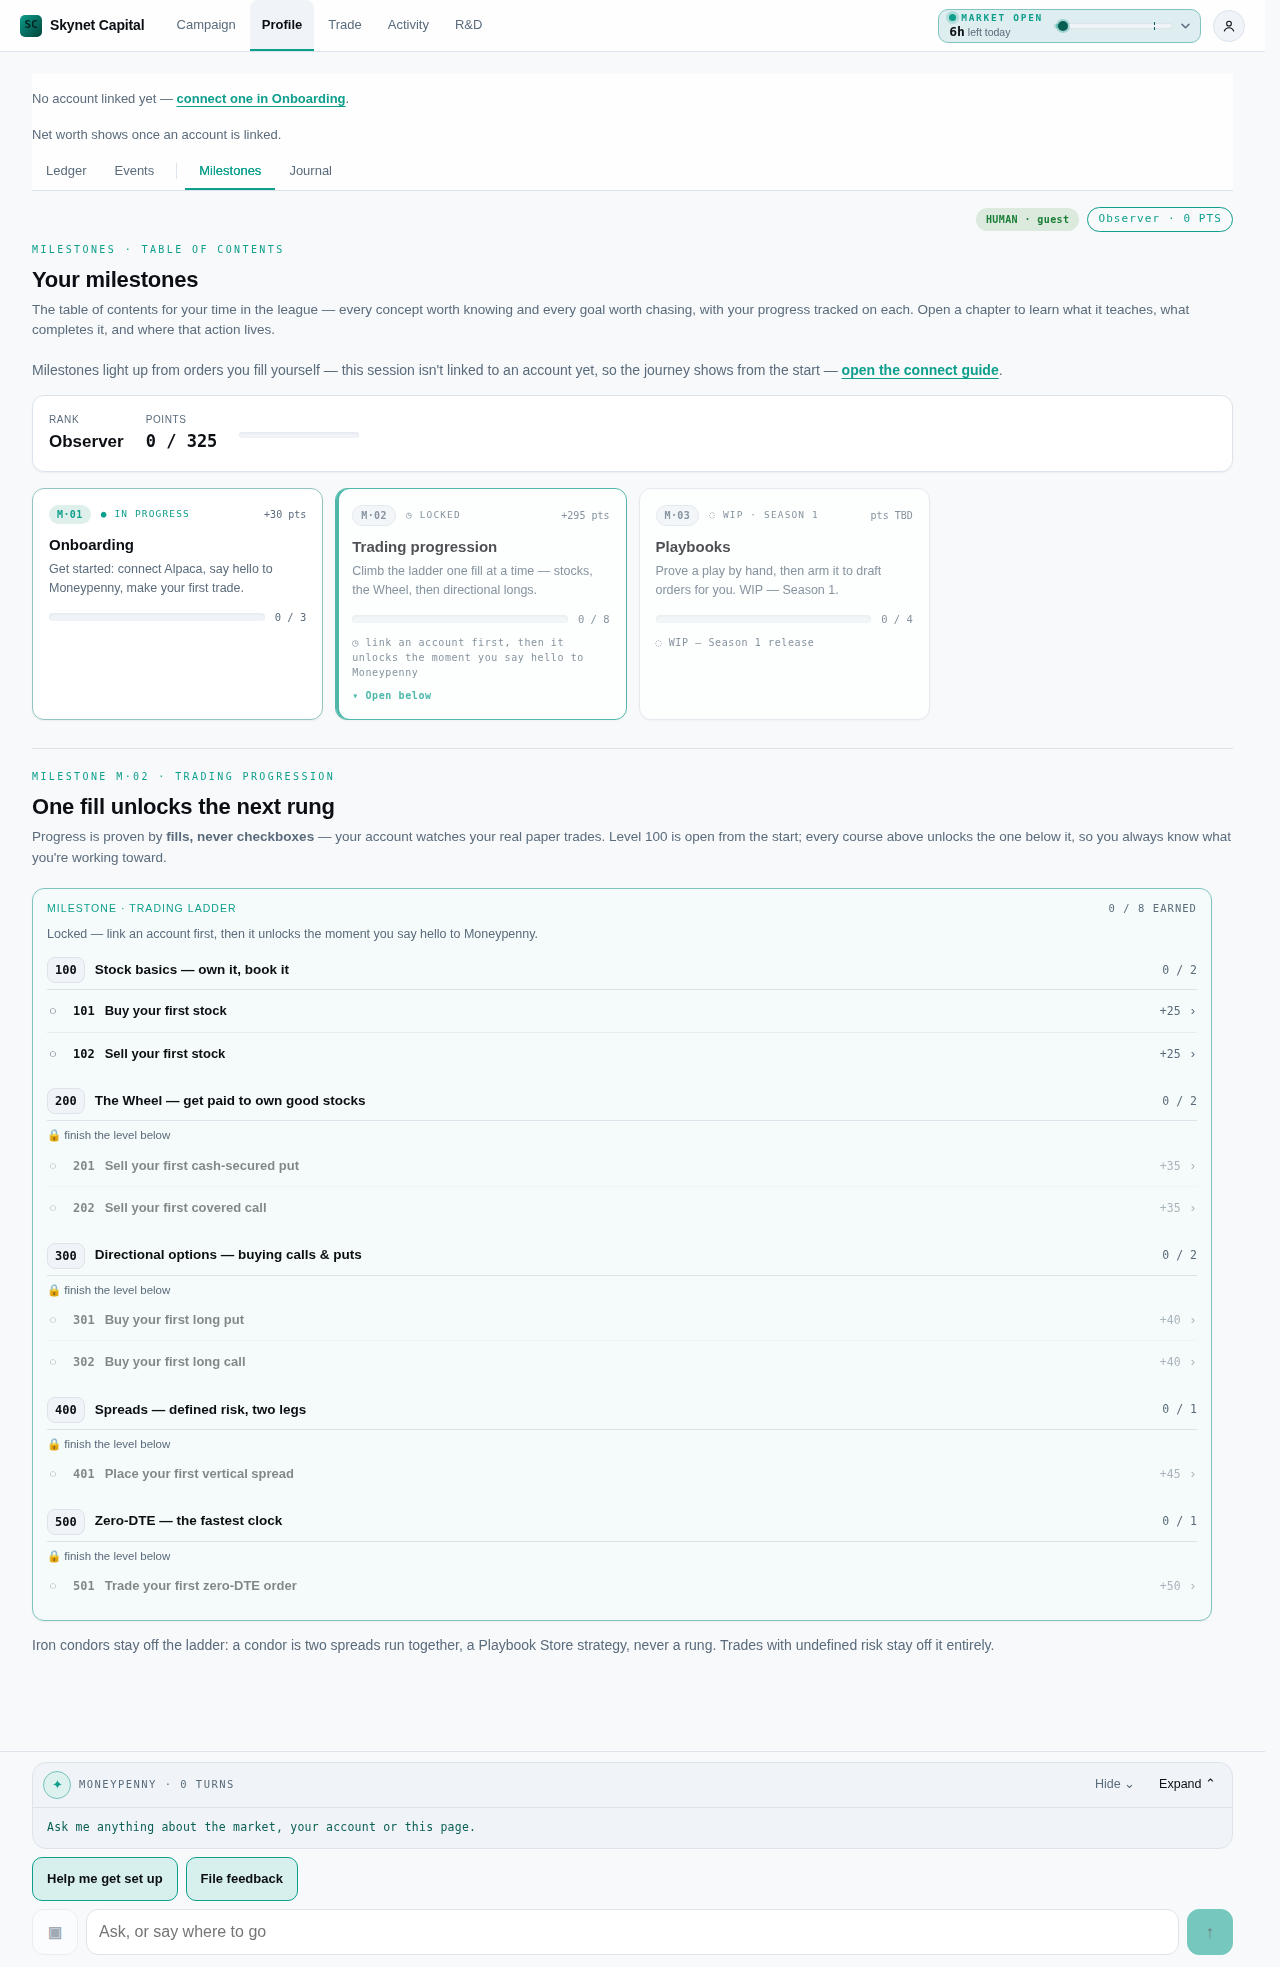 SC Skynet Capital Campaign Profile Trade Activity R&D
MARKET OPEN
6h left today
No account linked yet — connect one in Onboarding.
Net worth shows once an account is linked.
Ledger Events Milestones Journal
HUMAN · guest Observer · 0 PTS
MILESTONES · TABLE OF CONTENTS
Your milestones
The table of contents for your time in the league — every concept worth knowing and every goal worth chasing, with your progress tracked on each. Open a chapter to learn what it teaches, what
completes it, and where that action lives.
Milestones light up from orders you fill yourself — this session isn't linked to an account yet, so the journey shows from the start — open the connect guide.
RANK POINTS
Observer 0 / 325
M·01 ● IN PROGRESS +30 pts
Onboarding
Get started: connect Alpaca, say hello to
Moneypenny, make your first trade.
0 / 3
M·02 ◷ LOCKED +295 pts
Trading progression
Climb the ladder one fill at a time — stocks,
the Wheel, then directional longs.
0 / 8
◷ link an account first, then it
unlocks the moment you say hello to
Moneypenny
▾ Open below
M·03 ◌ WIP · SEASON 1 pts TBD
Playbooks
Prove a play by hand, then arm it to draft
orders for you. WIP — Season 1.
0 / 4
◌ WIP — Season 1 release
MILESTONE M·02 · TRADING PROGRESSION
One fill unlocks the next rung
Progress is proven by fills, never checkboxes — your account watches your real paper trades. Level 100 is open from the start; every course above unlocks the one below it, so you always know what
you're working toward.
MILESTONE · TRADING LADDER 0 / 8 EARNED
Locked — link an account first, then it unlocks the moment you say hello to Moneypenny.
100 Stock basics — own it, book it 0 / 2
○ 101 Buy your first stock +25 ›
○ 102 Sell your first stock +25 ›
200 The Wheel — get paid to own good stocks 0 / 2
🔒 finish the level below
○ 201 Sell your first cash-secured put +35 ›
○ 202 Sell your first covered call +35 ›
300 Directional options — buying calls & puts 0 / 2
🔒 finish the level below
○ 301 Buy your first long put +40 ›
○ 302 Buy your first long call +40 ›
400 Spreads — defined risk, two legs 0 / 1
🔒 finish the level below
○ 401 Place your first vertical spread +45 ›
500 Zero-DTE — the fastest clock 0 / 1
🔒 finish the level below
○ 501 Trade your first zero-DTE order +50 ›
Iron condors stay off the ladder: a condor is two spreads run together, a Playbook Store strategy, never a rung. Trades with undefined risk stay off it entirely.
✦ MONEYPENNY · 0 TURNS Hide ⌄ Expand ⌃
Ask me anything about the market, your account or this page.
Help me get set up File feedback
▣ Ask, or say where to go ↑